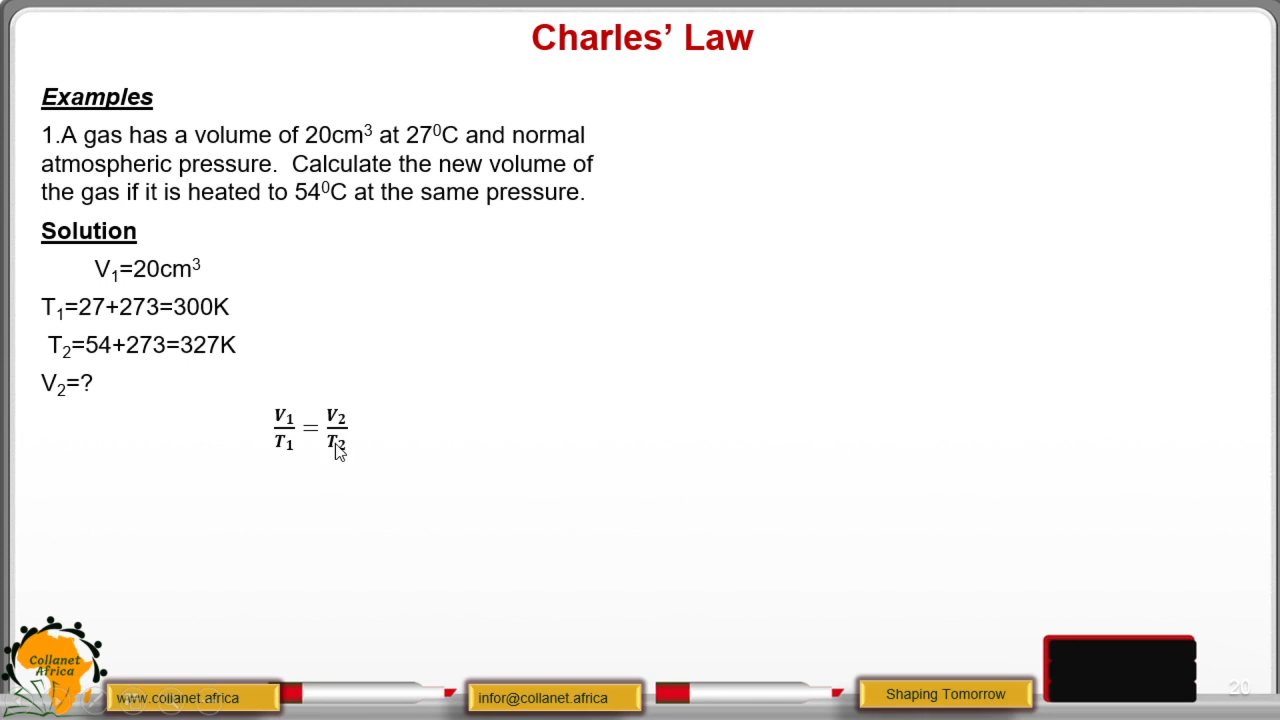 Charles’ Law
Examples
1.A gas has a volume of 20cm³ at 27⁰C and normal
atmospheric pressure.  Calculate the new volume of
the gas if it is heated to 54⁰C at the same pressure.
Solution
V₁=20cm³
T₁=27+273=300K
T₂=54+273=327K
V₂=?
V₁/T₁ = V₂/T₂
Collanet
Africa
www.collanet.africa
infor@collanet.africa
Shaping Tomorrow
20